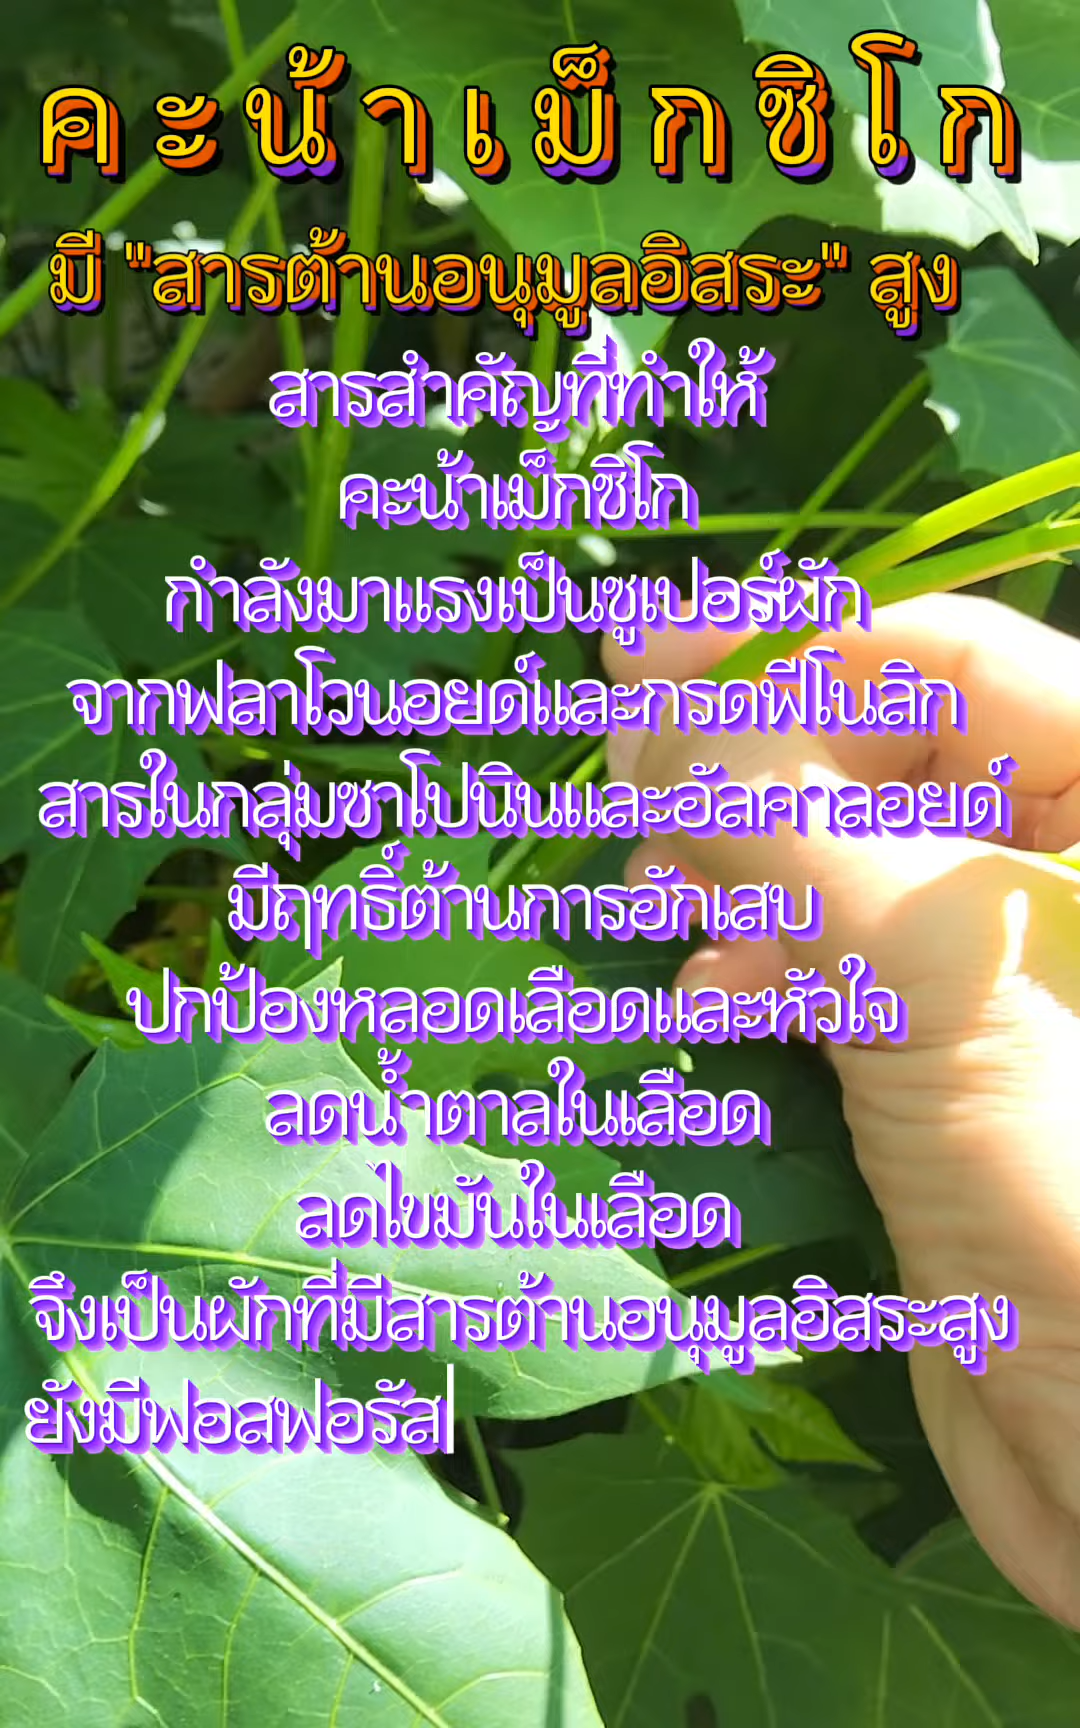 คะน้าเม็กซิโก
มี "สารต้านอนุมูลอิสระ" สูง
สารสำคัญที่ทำให้
คะน้าเม็กซิโก
กำลังมาแรงเป็นซูเปอร์ผัก
จากฟลาโวนอยด์และกรดฟีโนลิก
สารในกลุ่มซาโปนินและอัลคาลอยด์
มีฤทธิ์ต้านการอักเสบ
ปกป้องหลอดเลือดและหัวใจ
ลดน้ำตาลในเลือด
ลดไขมันในเลือด
จึงเป็นผักที่มีสารต้านอนุมูลอิสระสูง
ยังมีฟอสฟอรัส